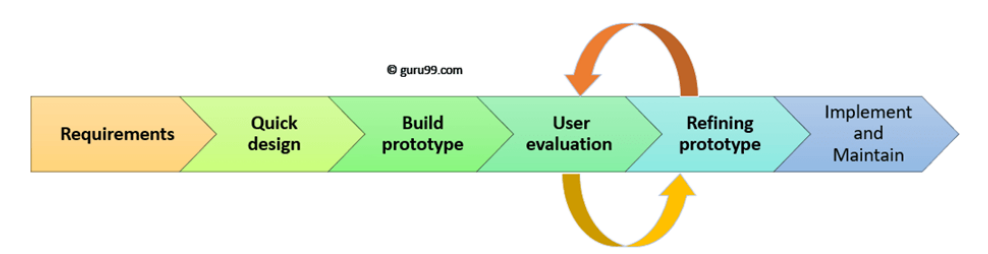 © guru99.com
Requirements
Quick
design
Build
prototype
User
evaluation
Refining
prototype
Implement
and
Maintain